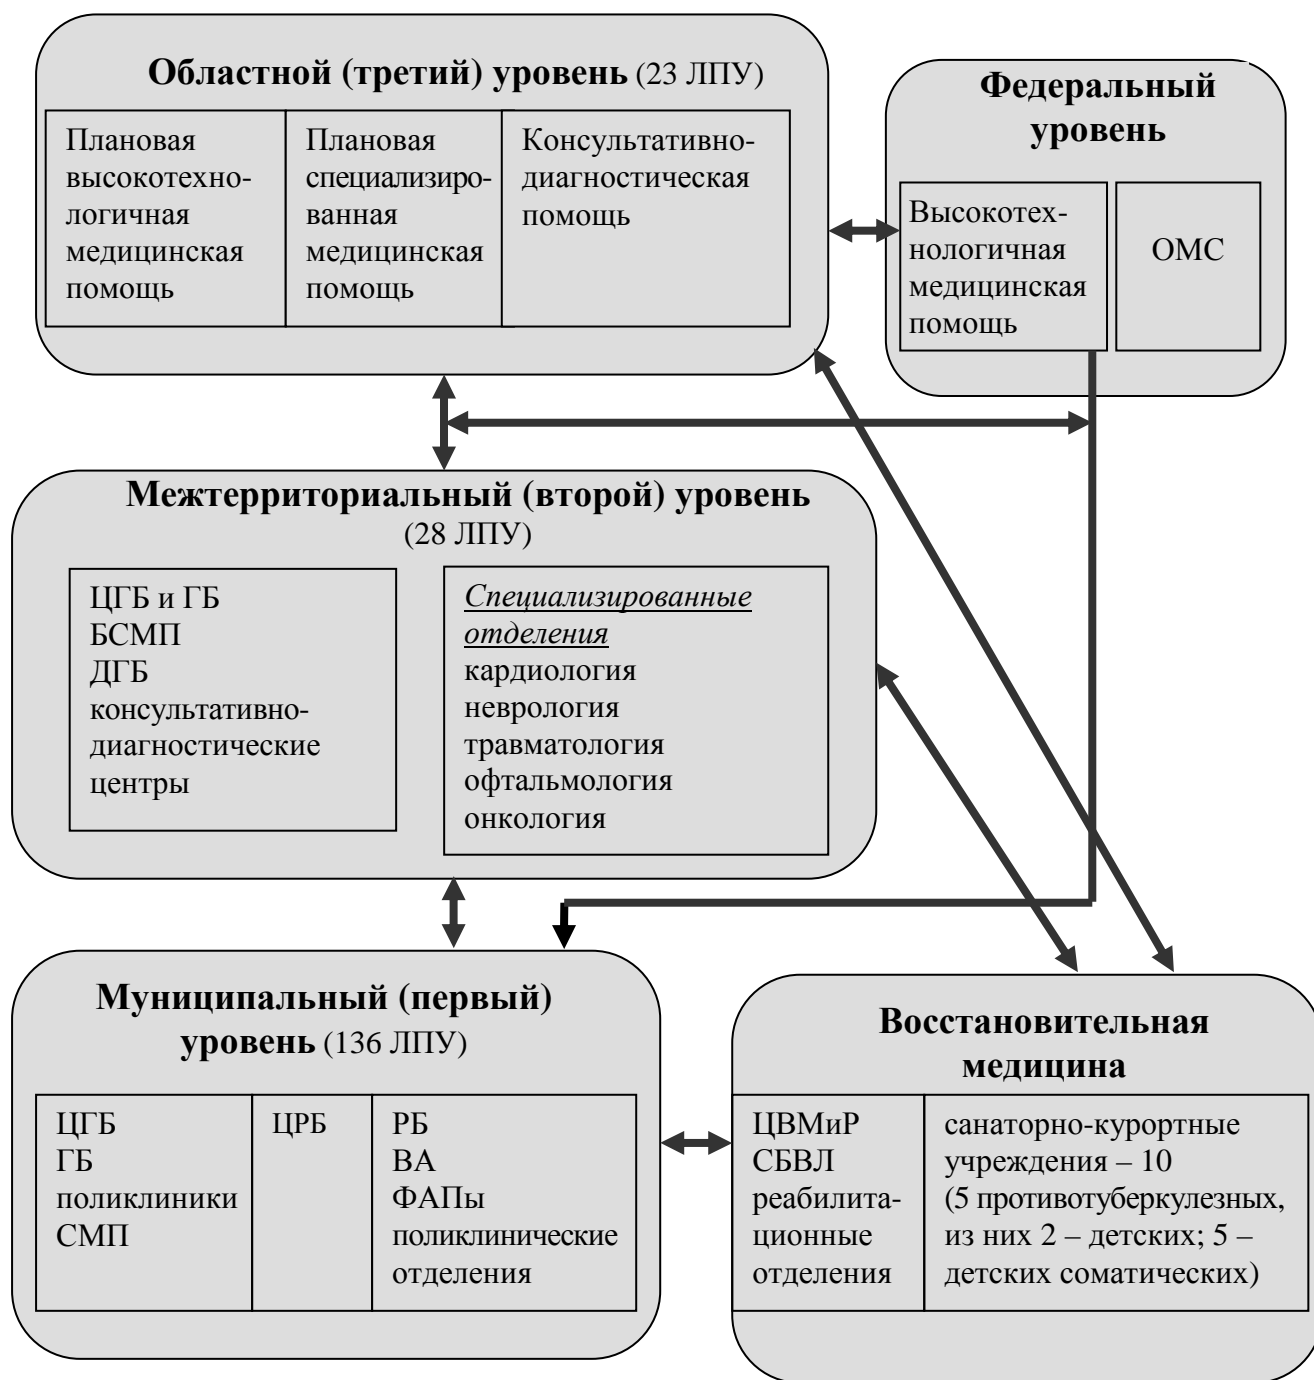 Областной (третий) уровень (23 ЛПУ)
Плановая
высокотехно-
логичная
медицинская
помощь
Плановая
специализиро-
ванная
медицинская
помощь
Консультативно-
диагностическая
помощь
Федеральный
уровень
Высокотех-
нологичная
медицинская
помощь
ОМС
Межтерриториальный (второй) уровень
(28 ЛПУ)
ЦГБ и ГБ
БСМП
ДГБ
консультативно-
диагностические
центры
Специализированные
отделения
кардиология
неврология
травматология
офтальмология
онкология
Муниципальный (первый)
уровень (136 ЛПУ)
ЦГБ
ГБ
поликлиники
СМП
ЦРБ
РБ
ВА
ФАПы
поликлинические
отделения
Восстановительная
медицина
ЦВМиР
СБВЛ
реабилита-
ционные
отделения
санаторно-курортные
учреждения – 10
(5 противотуберкулезных,
из них 2 – детских; 5 –
детских соматических)